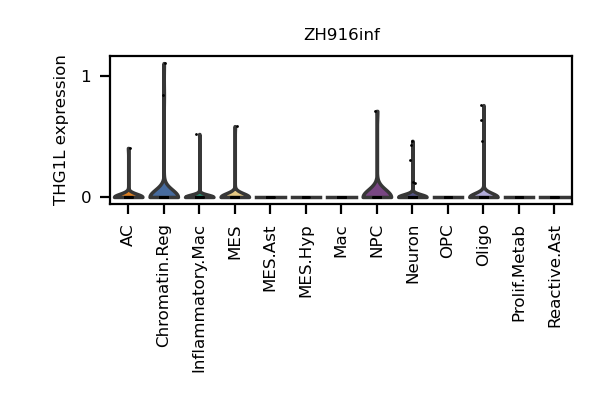 ZH916inf
THG1L expression
1
0
AC
Chromatin.Reg
Inflammatory.Mac
MES
MES.Ast
MES.Hyp
Mac
NPC
Neuron
OPC
Oligo
Prolif.Metab
Reactive.Ast